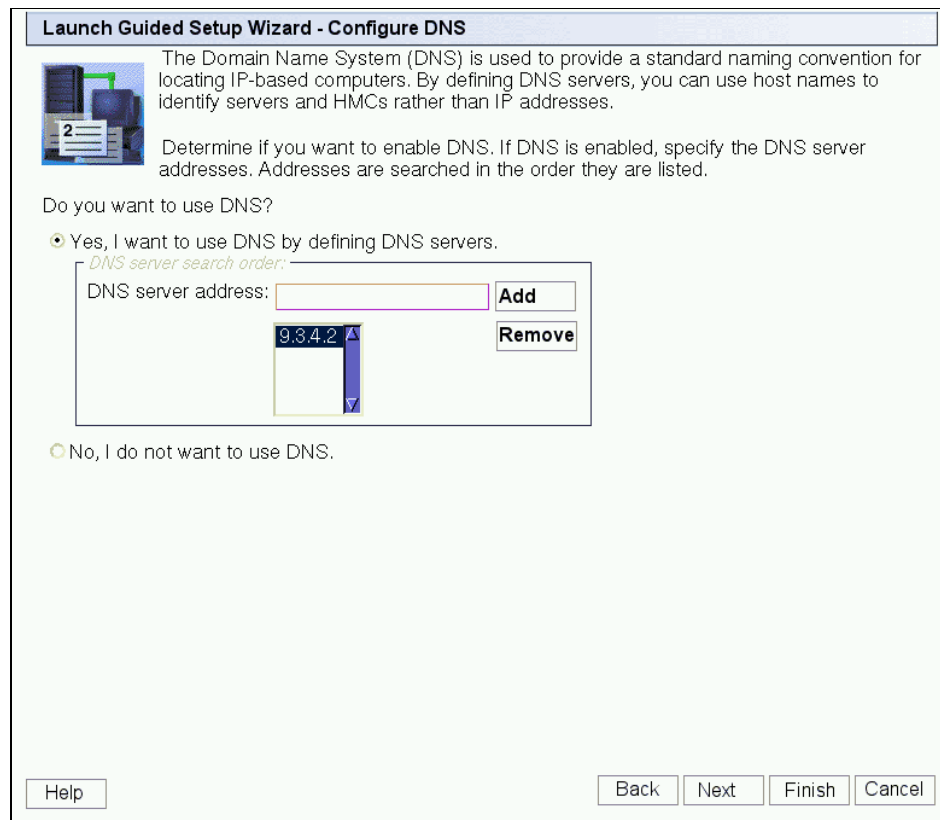 Launch Guided Setup Wizard - Configure DNS
The Domain Name System (DNS) is used to provide a standard naming convention for
locating IP-based computers. By defining DNS servers, you can use host names to
identify servers and HMCs rather than IP addresses.
2
Determine if you want to enable DNS. If DNS is enabled, specify the DNS server
addresses. Addresses are searched in the order they are listed.
Do you want to use DNS?
Yes, I want to use DNS by defining DNS servers.
DNS server search order:
DNS server address:
Add
9.3.4.2
Remove
No, I do not want to use DNS.
Help
Back
Next
Finish
Cancel